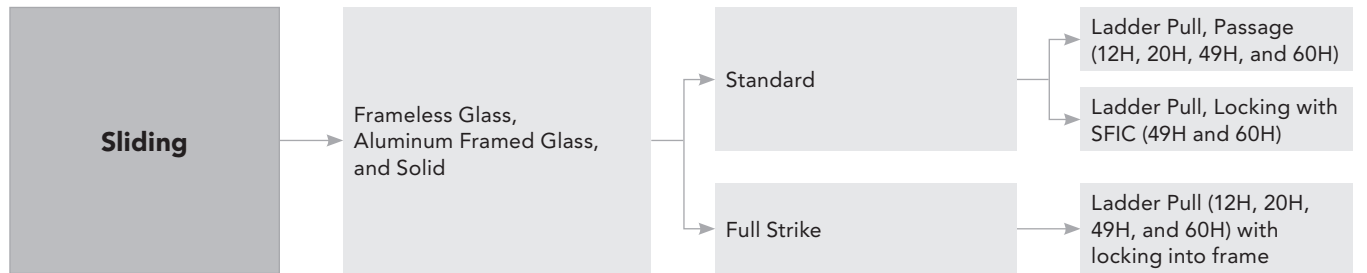 Sliding
Frameless Glass,
Aluminum Framed Glass,
and Solid
Standard
Ladder Pull, Passage
(12H, 20H, 49H, and 60H)
Ladder Pull, Locking with
SFIC (49H and 60H)
Full Strike
Ladder Pull (12H, 20H,
49H, and 60H) with
locking into frame